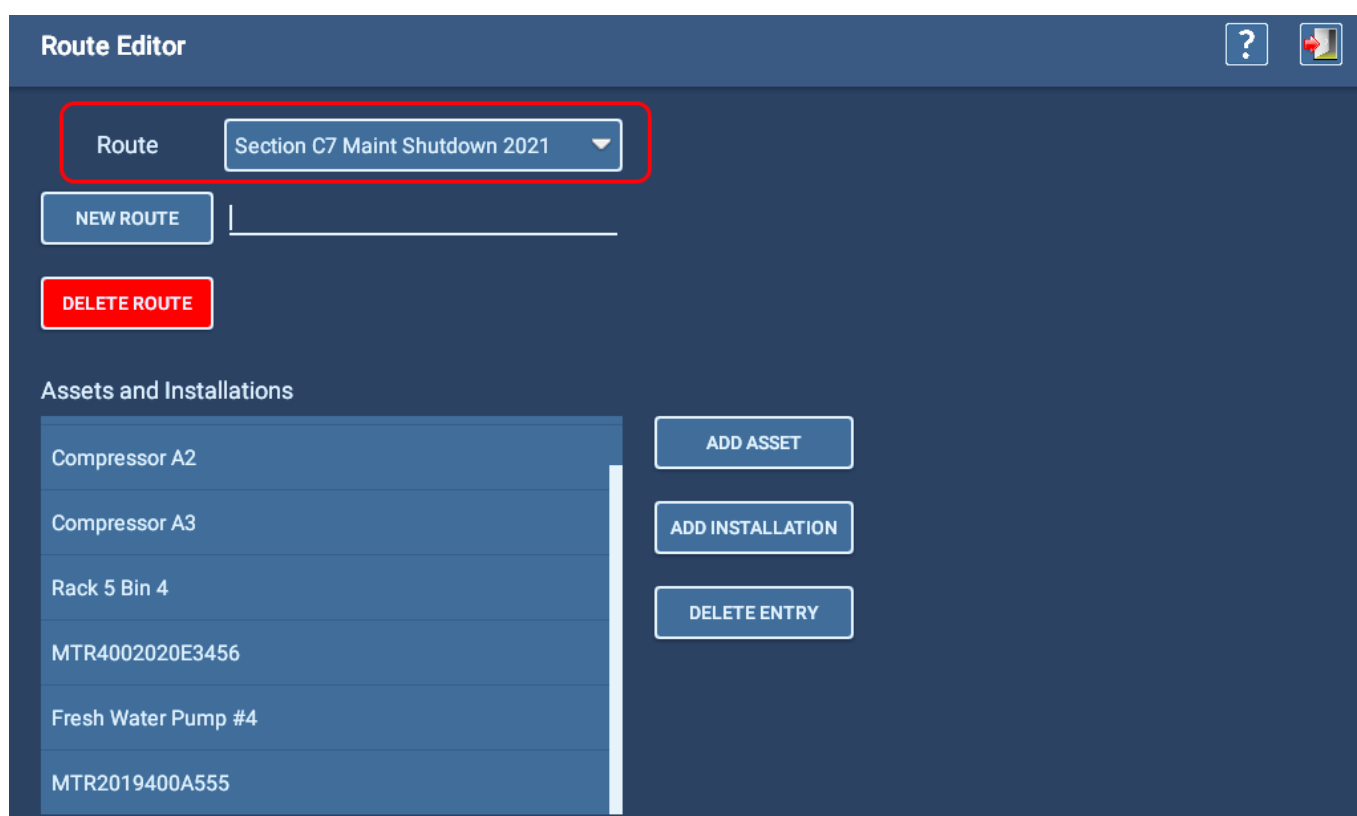 Route Editor
?
Route
Section C7 Maint Shutdown 2021
NEW ROUTE
DELETE ROUTE
Assets and Installations
Compressor A2
Compressor A3
Rack 5 Bin 4
MTR4002020E3456
Fresh Water Pump #4
MTR2019400A555
ADD ASSET
ADD INSTALLATION
DELETE ENTRY